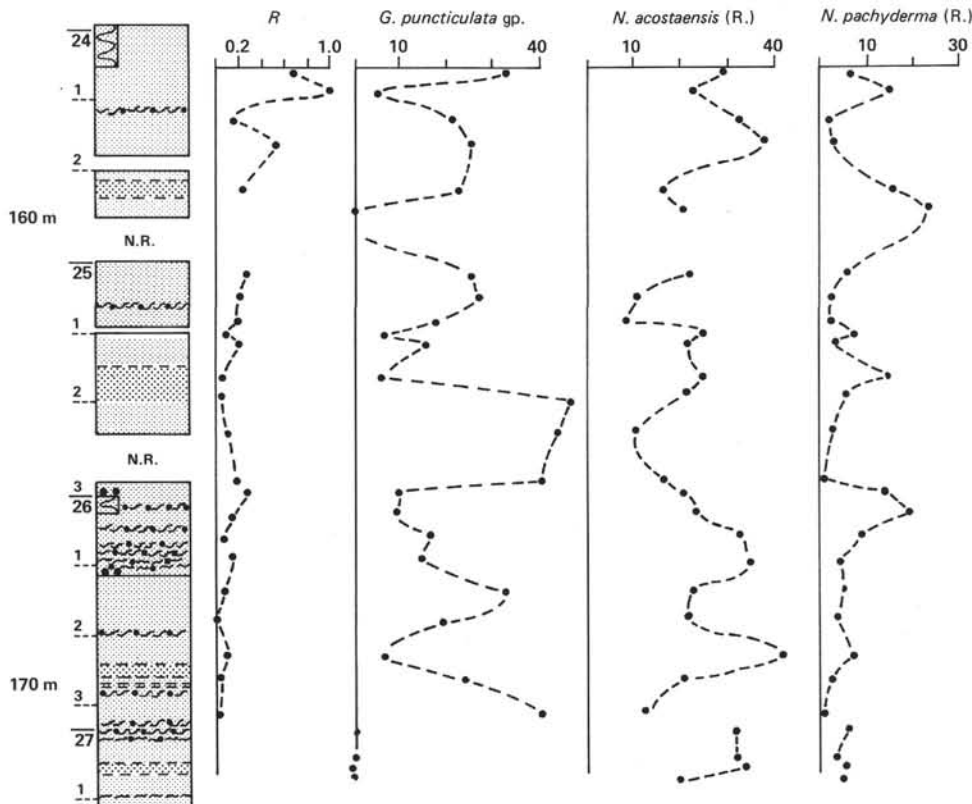 R G. puncticulata gp. N. acostaensis (R.) N. pachyderma (R.)
0.2 1.0 10 40 10 40 10 30
24
1
2
160 m
N.R.
25
1
2
N.R.
3
26
1
2
170 m
3
27
1